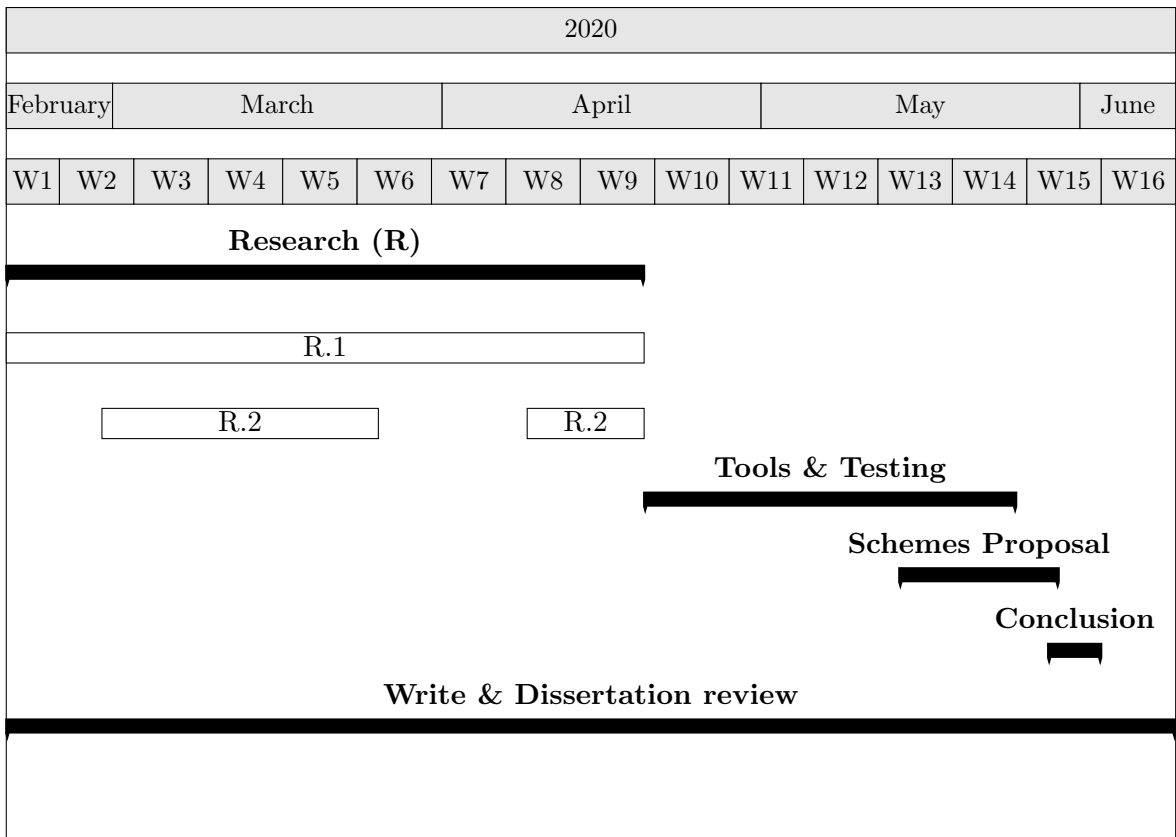 2020
February March April May June
W1 W2 W3 W4 W5 W6 W7 W8 W9 W10 W11 W12 W13 W14 W15 W16
Research (R)
R.1
R.2 R.2
Tools & Testing
Schemes Proposal
Conclusion
Write & Dissertation review